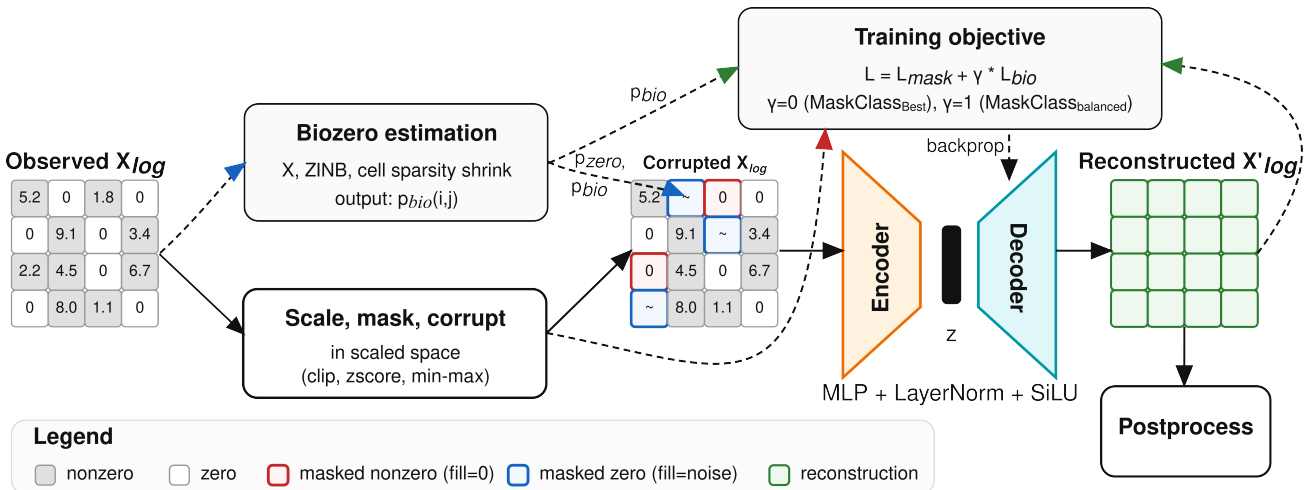 Training objective
L = L_mask + γ * L_bio
γ=0 (MaskClass_Best), γ=1 (MaskClass_balanced)
p_bio
Biozero estimation
X, ZINB, cell sparsity shrink
output: p_bio(i,j)
p_zero,
p_bio
backprop
Observed X_log
5.2 0 1.8 0
0 9.1 0 3.4
2.2 4.5 0 6.7
0 8.0 1.1 0
Corrupted X_log
5.2 ~ 0 0
0 9.1 ~ 3.4
0 4.5 0 6.7
~ 8.0 1.1 0
Reconstructed X'_log
Encoder
z
Decoder
Scale, mask, corrupt
in scaled space
(clip, zscore, min-max)
MLP + LayerNorm + SiLU
Postprocess
Legend
nonzero
zero
masked nonzero (fill=0)
masked zero (fill=noise)
reconstruction